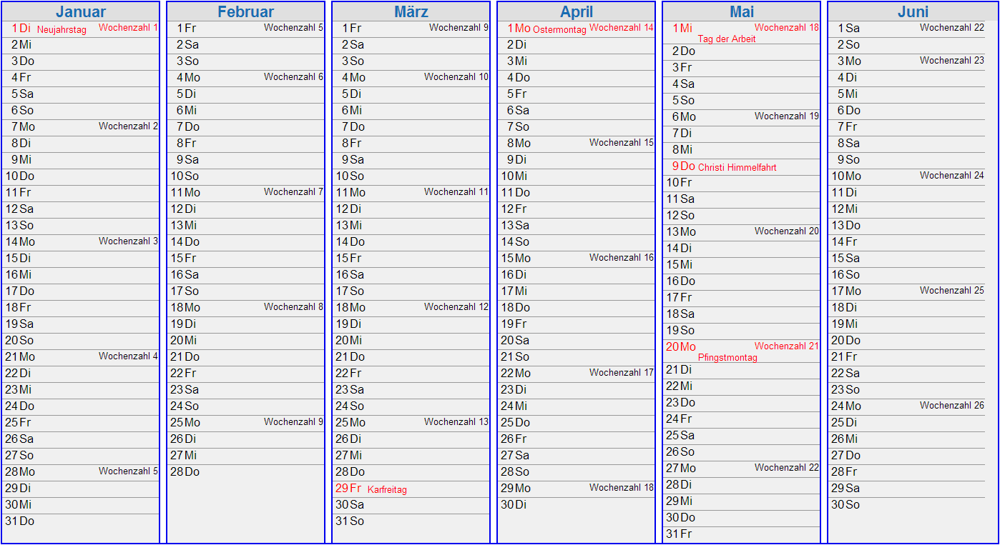 Januar
1 Di Neujahrstag Wochenzahl 1
2 Mi
3 Do
4 Fr
5 Sa
6 So
7 Mo Wochenzahl 2
8 Di
9 Mi
10 Do
11 Fr
12 Sa
13 So
14 Mo Wochenzahl 3
15 Di
16 Mi
17 Do
18 Fr
19 Sa
20 So
21 Mo Wochenzahl 4
22 Di
23 Mi
24 Do
25 Fr
26 Sa
27 So
28 Mo Wochenzahl 5
29 Di
30 Mi
31 Do
Februar
1 Fr Wochenzahl 5
2 Sa
3 So
4 Mo Wochenzahl 6
5 Di
6 Mi
7 Do
8 Fr
9 Sa
10 So
11 Mo Wochenzahl 7
12 Di
13 Mi
14 Do
15 Fr
16 Sa
17 So
18 Mo Wochenzahl 8
19 Di
20 Mi
21 Do
22 Fr
23 Sa
24 So
25 Mo Wochenzahl 9
26 Di
27 Mi
28 Do
März
1 Fr Wochenzahl 9
2 Sa
3 So
4 Mo Wochenzahl 10
5 Di
6 Mi
7 Do
8 Fr
9 Sa
10 So
11 Mo Wochenzahl 11
12 Di
13 Mi
14 Do
15 Fr
16 Sa
17 So
18 Mo Wochenzahl 12
19 Di
20 Mi
21 Do
22 Fr
23 Sa
24 So
25 Mo Wochenzahl 13
26 Di
27 Mi
28 Do
29 Fr Karfreitag
30 Sa
31 So
April
1 Mo Ostermontag Wochenzahl 14
2 Di
3 Mi
4 Do
5 Fr
6 Sa
7 So
8 Mo Wochenzahl 15
9 Di
10 Mi
11 Do
12 Fr
13 Sa
14 So
15 Mo Wochenzahl 16
16 Di
17 Mi
18 Do
19 Fr
20 Sa
21 So
22 Mo Wochenzahl 17
23 Di
24 Mi
25 Do
26 Fr
27 Sa
28 So
29 Mo Wochenzahl 18
30 Di
Mai
1 Mi Wochenzahl 18
Tag der Arbeit
2 Do
3 Fr
4 Sa
5 So
6 Mo Wochenzahl 19
7 Di
8 Mi
9 Do Christi Himmelfahrt
10 Fr
11 Sa
12 So
13 Mo Wochenzahl 20
14 Di
15 Mi
16 Do
17 Fr
18 Sa
19 So
20 Mo Wochenzahl 21
Pfingstmontag
21 Di
22 Mi
23 Do
24 Fr
25 Sa
26 So
27 Mo Wochenzahl 22
28 Di
29 Mi
30 Do
31 Fr
Juni
1 Sa Wochenzahl 22
2 So
3 Mo Wochenzahl 23
4 Di
5 Mi
6 Do
7 Fr
8 Sa
9 So
10 Mo Wochenzahl 24
11 Di
12 Mi
13 Do
14 Fr
15 Sa
16 So
17 Mo Wochenzahl 25
18 Di
19 Mi
20 Do
21 Fr
22 Sa
23 So
24 Mo Wochenzahl 26
25 Di
26 Mi
27 Do
28 Fr
29 Sa
30 So